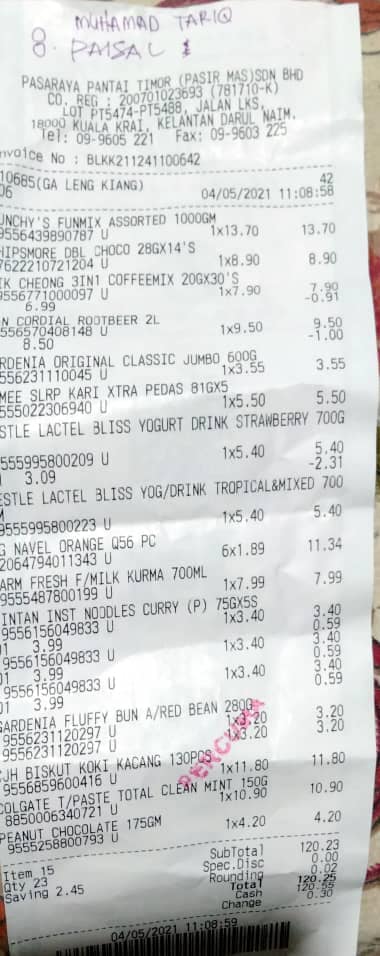 MUHAMAD TARIQ
8. PAISAL
PASARAYA PANTAI TIMOR (PASIR MAS)SDN BHD
CO. REG : 200701023693 (781710-K)
LOT PT5474-PT5488, JALAN LKS,
18000 KUALA KRAI, KELANTAN DARUL NAIM.
Tel: 09-9605 221 Fax: 09-9603 225
nvoice No : BLKK211241100642
10685(GA LENG KIANG) 42
06 04/05/2021 11:08:58
UNCHY'S FUNMIX ASSORTED 1000GM
9556439890787 U 1x13.70 13.70
HIPSMORE DBL CHOCO 28GX14'S
7622210721204 U 1x8.90 8.90
IK CHEONG 3IN1 COFFEEMIX 20GX30'S
9556771000097 U 1x7.90 7.90
6.99 -0.91
N CORDIAL ROOTBEER 2L
9556570408148 U 1x9.50 9.50
8.50 -1.00
RDENIA ORIGINAL CLASSIC JUMBO 600G
9556231110045 U 1x3.55 3.55
MEE SLRP KARI XTRA PEDAS 81GX5
9555022306940 U 1x5.50 5.50
STLE LACTEL BLISS YOGURT DRINK STRAWBERRY 700G
9555995800209 U 1x5.40 5.40
3.09 -2.31
ESTLE LACTEL BLISS YOG/DRINK TROPICAL&MIXED 700
M
9555995800223 U 1x5.40 5.40
G NAVEL ORANGE Q56 PC
2064794011343 U 6x1.89 11.34
ARM FRESH F/MILK KURMA 700ML
9555487800199 U 1x7.99 7.99
INTAN INST NOODLES CURRY (P) 75GX5S
9556156049833 U 1x3.40 3.40
01 3.99 0.59
9556156049833 U 1x3.40 3.40
01 3.99 0.59
9556156049833 U 1x3.40 3.40
01 3.99 0.59
GARDENIA FLUFFY BUN A/RED BEAN 280G
9556231120297 U 1x3.20 3.20
9556231120297 U 1x3.20 3.20
CJH BISKUT KOKI KACANG 130PCS
9556859600416 U 1x11.80 11.80
COLGATE T/PASTE TOTAL CLEAN MINT 150G
8850006340721 U 1x10.90 10.90
PEANUT CHOCOLATE 175GM
9555258800793 U 1x4.20 4.20
PERCUMA
Item 15 SubTotal 120.23
Qty 23 Spec.Disc 0.00
Saving 2.45 Rounding 0.02
Total 120.25
Cash 120.55
Change 0.30
04/05/2021 11:08:59